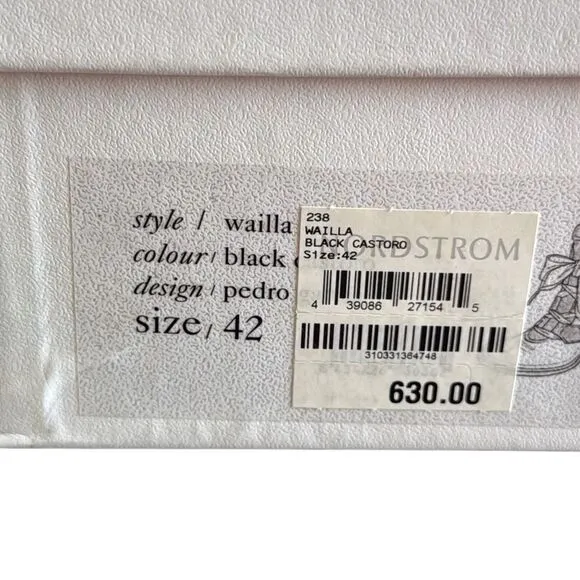 style / wailla
colour / black
design / pedro
size / 42
238
WAILLA
BLACK CASTORO
Size:42
NORDSTROM
4 39086 27154 5
310331364748
630.00